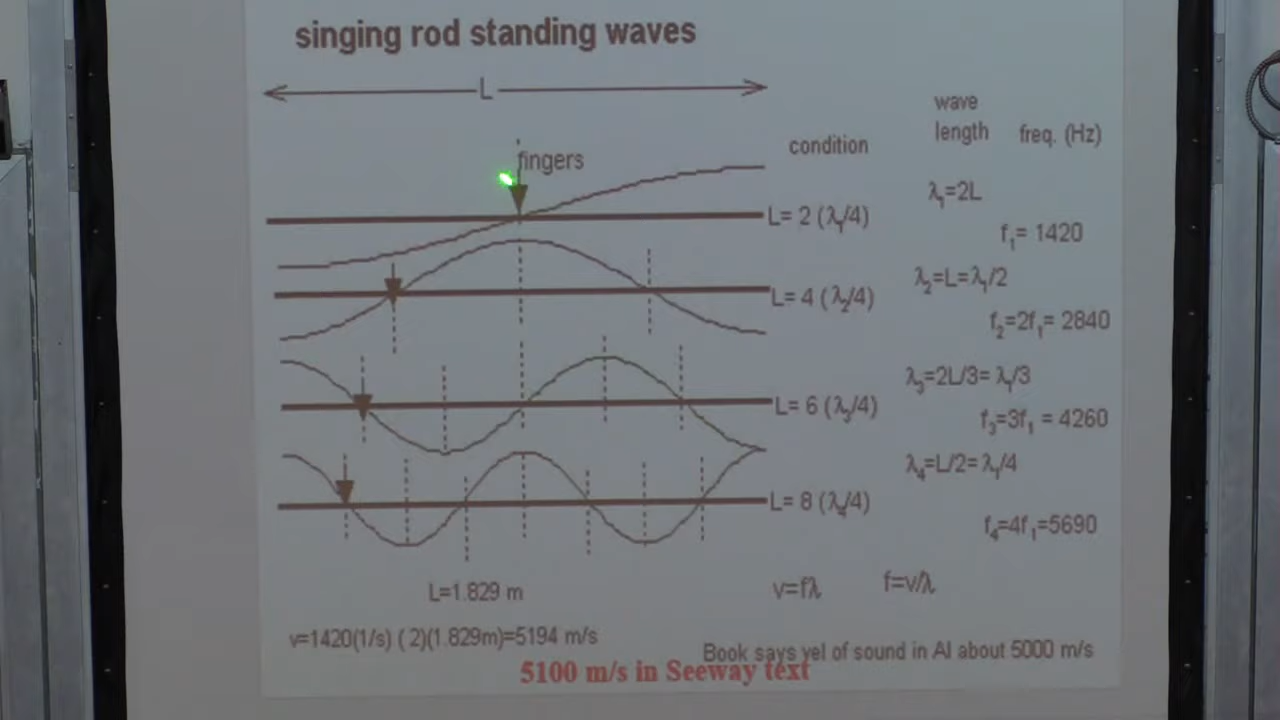 singing rod standing waves
L
wave
length freq. (Hz)
condition
fingers
λ₁=2L
L= 2 (λ₁/4)
f₁= 1420
λ₂=L=λ₁/2
L= 4 (λ₂/4)
f₂=2f₁= 2840
λ₃=2L/3= λ₁/3
L= 6 (λ₃/4)
f₃=3f₁ = 4260
λ₄=L/2=λ₁/4
L= 8 (λ₄/4)
f₄=4f₁=5690
L=1.829 m
v=fλ f=v/λ
v=1420(1/s) ( 2)(1.829m)=5194 m/s
Book says vel of sound in Al about 5000 m/s
5100 m/s in Seeway text